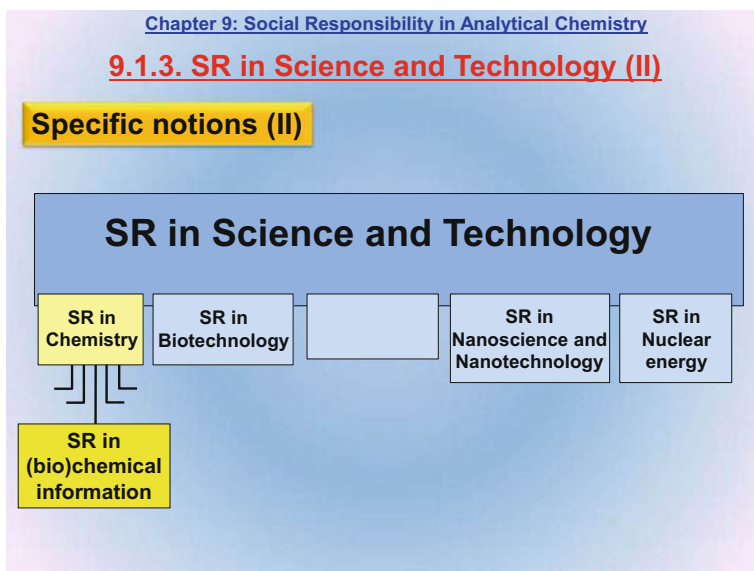 Chapter 9: Social Responsibility in Analytical Chemistry
9.1.3. SR in Science and Technology (II)
Specific notions (II)
SR in Science and Technology
SR in
Chemistry
SR in
Biotechnology
SR in
Nanoscience and
Nanotechnology
SR in
Nuclear
energy
SR in
(bio)chemical
information